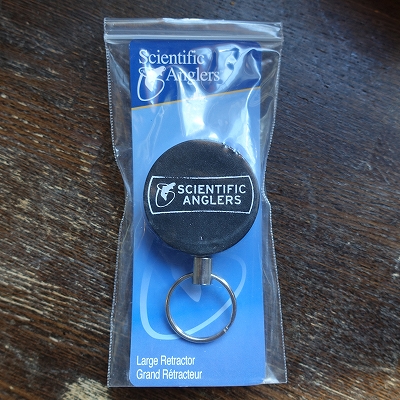 Scientific
Anglers
SCIENTIFIC
ANGLERS
Large Retractor
Grand Rétracteur